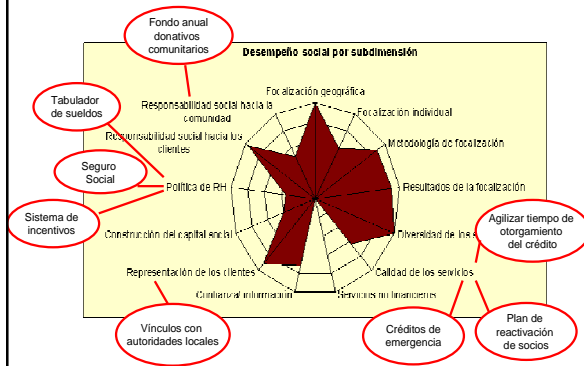 Fondo anual
donativos
comunitarios
Desempeño social por subdimensión
Focalización geográfica
Responsabilidad social hacia la
comunidad
Focalización individual
Tabulador
de sueldos
Responsabilidad social hacia los
clientes
Metodología de focalización
Seguro
Social
Política de RH
Resultados de la focalización
Sistema de
incentivos
Construcción del capital social
Diversidad de los
Agilizar tiempo de
otorgamiento
del crédito
Representación de los clientes
Calidad de los servicios
Confianza/ información
Servicios no financieros
Vínculos con
autoridades locales
Créditos de
emergencia
Plan de
reactivación
de socios